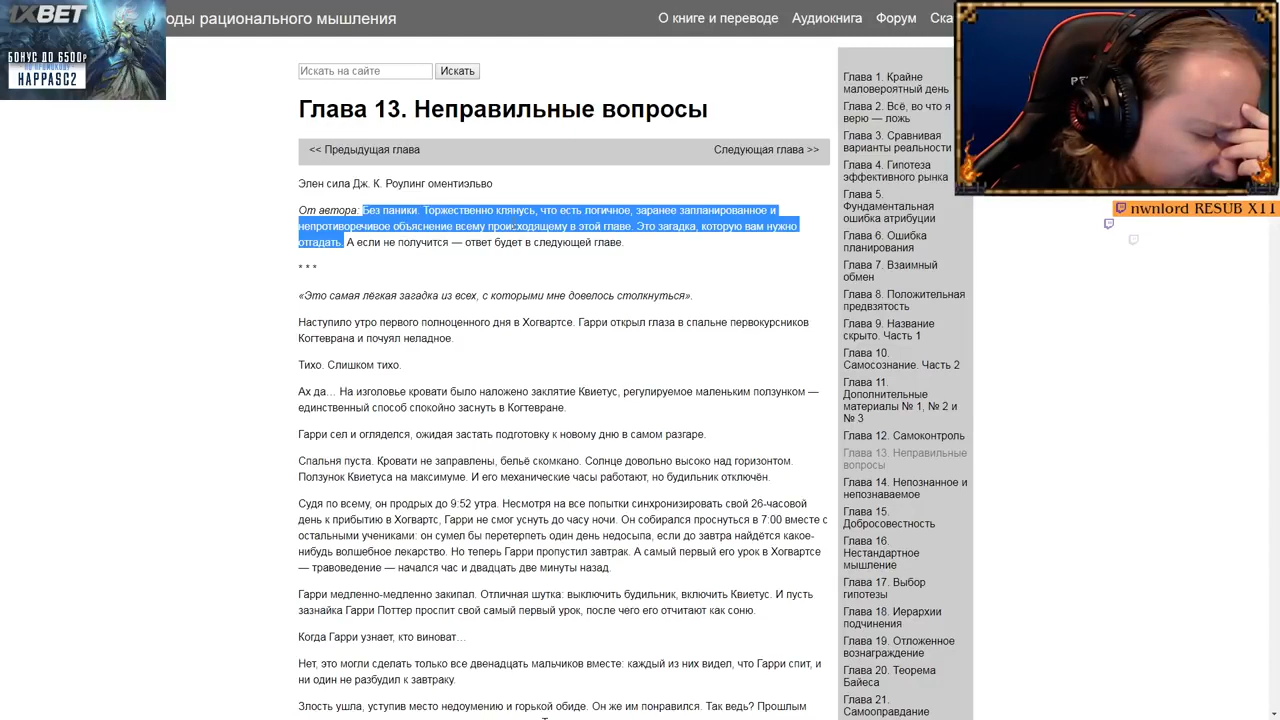 1XBET
БОНУС ДО 6500₽
HAPPASC2
оды рационального мышления
О книге и переводе Аудиокнига Форум Ска
Искать на сайте Искать
Глава 13. Неправильные вопросы
<< Предыдущая глава Следующая глава >>
Элен сила Дж. К. Роулинг оментиэльво
От автора: Без паники. Торжественно клянусь, что есть логичное, заранее запланированное и
непротиворечивое объяснение всему происходящему в этой главе. Это загадка, которую вам нужно
отгадать. А если не получится — ответ будет в следующей главе.
* * *
«Это самая лёгкая загадка из всех, с которыми мне довелось столкнуться».
Наступило утро первого полноценного дня в Хогвартсе. Гарри открыл глаза в спальне первокурсников
Когтеврана и почуял неладное.
Тихо. Слишком тихо.
Ах да… На изголовье кровати было наложено заклятие Квиетус, регулируемое маленьким ползунком —
единственный способ спокойно заснуть в Когтевране.
Гарри сел и огляделся, ожидая застать подготовку к новому дню в самом разгаре.
Спальня пуста. Кровати не заправлены, бельё скомкано. Солнце довольно высоко над горизонтом.
Ползунок Квиетуса на максимуме. И его механические часы работают, но будильник отключён.
Судя по всему, он продрых до 9:52 утра. Несмотря на все попытки синхронизировать свой 26-часовой
день к прибытию в Хогвартс, Гарри не смог уснуть до часу ночи. Он собирался проснуться в 7:00 вместе с
остальными учениками: он сумел бы перетерпеть один день недосыпа, если до завтра найдётся какое-
нибудь волшебное лекарство. Но теперь Гарри пропустил завтрак. А самый первый его урок в Хогвартсе
— травоведение — начался час и двадцать две минуты назад.
Гарри медленно-медленно закипал. Отличная шутка: выключить будильник, включить Квиетус. И пусть
зазнайка Гарри Поттер проспит свой самый первый урок, после чего его отчитают как соню.
Когда Гарри узнает, кто виноват…
Нет, это могли сделать только все двенадцать мальчиков вместе: каждый из них видел, что Гарри спит, и
ни один не разбудил к завтраку.
Злость ушла, уступив место недоумению и горькой обиде. Он же им понравился. Так ведь? Прошлым
Глава 1. Крайне
маловероятный день
Глава 2. Всё, во что я
верю — ложь
Глава 3. Сравнивая
варианты реальности
Глава 4. Гипотеза
эффективного рынка
Глава 5.
Фундаментальная
ошибка атрибуции
Глава 6. Ошибка
планирования
Глава 7. Взаимный
обмен
Глава 8. Положительная
предвзятость
Глава 9. Название
скрыто. Часть 1
Глава 10.
Самосознание. Часть 2
Глава 11.
Дополнительные
материалы № 1, № 2 и
№ 3
Глава 12. Самоконтроль
Глава 13. Неправильные
вопросы
Глава 14. Непознанное и
непознаваемое
Глава 15.
Добросовестность
Глава 16.
Нестандартное
мышление
Глава 17. Выбор
гипотезы
Глава 18. Иерархии
подчинения
Глава 19. Отложенное
вознаграждение
Глава 20. Теорема
Байеса
Глава 21.
Самооправдание
nwnlord RESUB X11